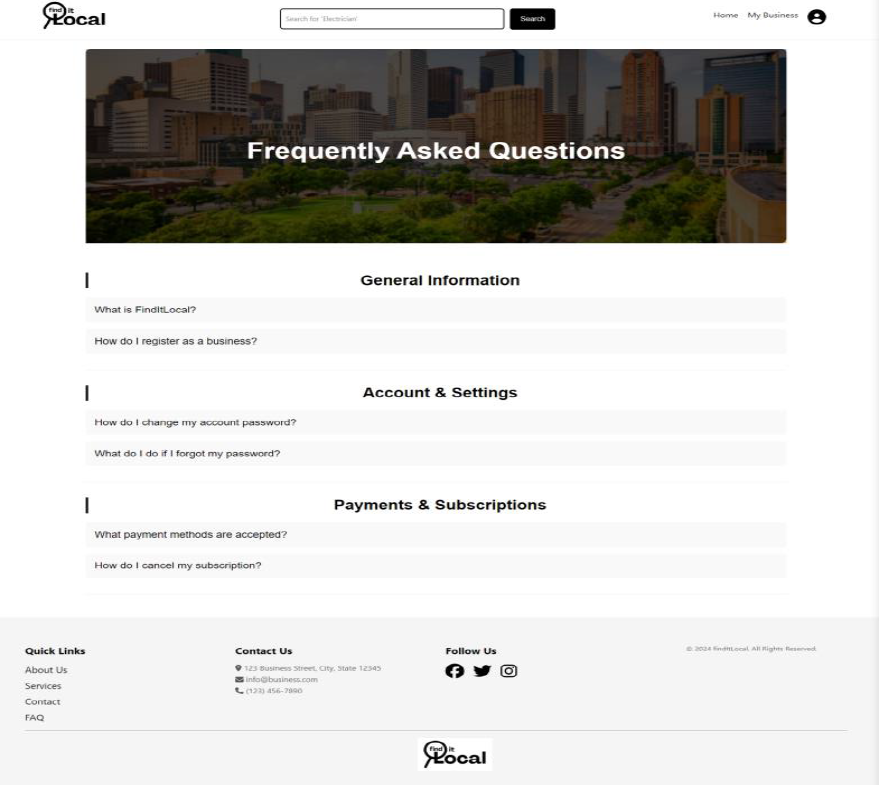 find it
Local
Search for 'Electrician'
Search
Home
My Business
Frequently Asked Questions
General Information
What is FindItLocal?
How do I register as a business?
Account & Settings
How do I change my account password?
What do I do if I forgot my password?
Payments & Subscriptions
What payment methods are accepted?
How do I cancel my subscription?
Quick Links
About Us
Services
Contact
FAQ
Contact Us
123 Business Street, City, State 12345
info@business.com
(123) 456-7890
Follow Us
© 2024 findItLocal. All Rights Reserved.
find it
Local